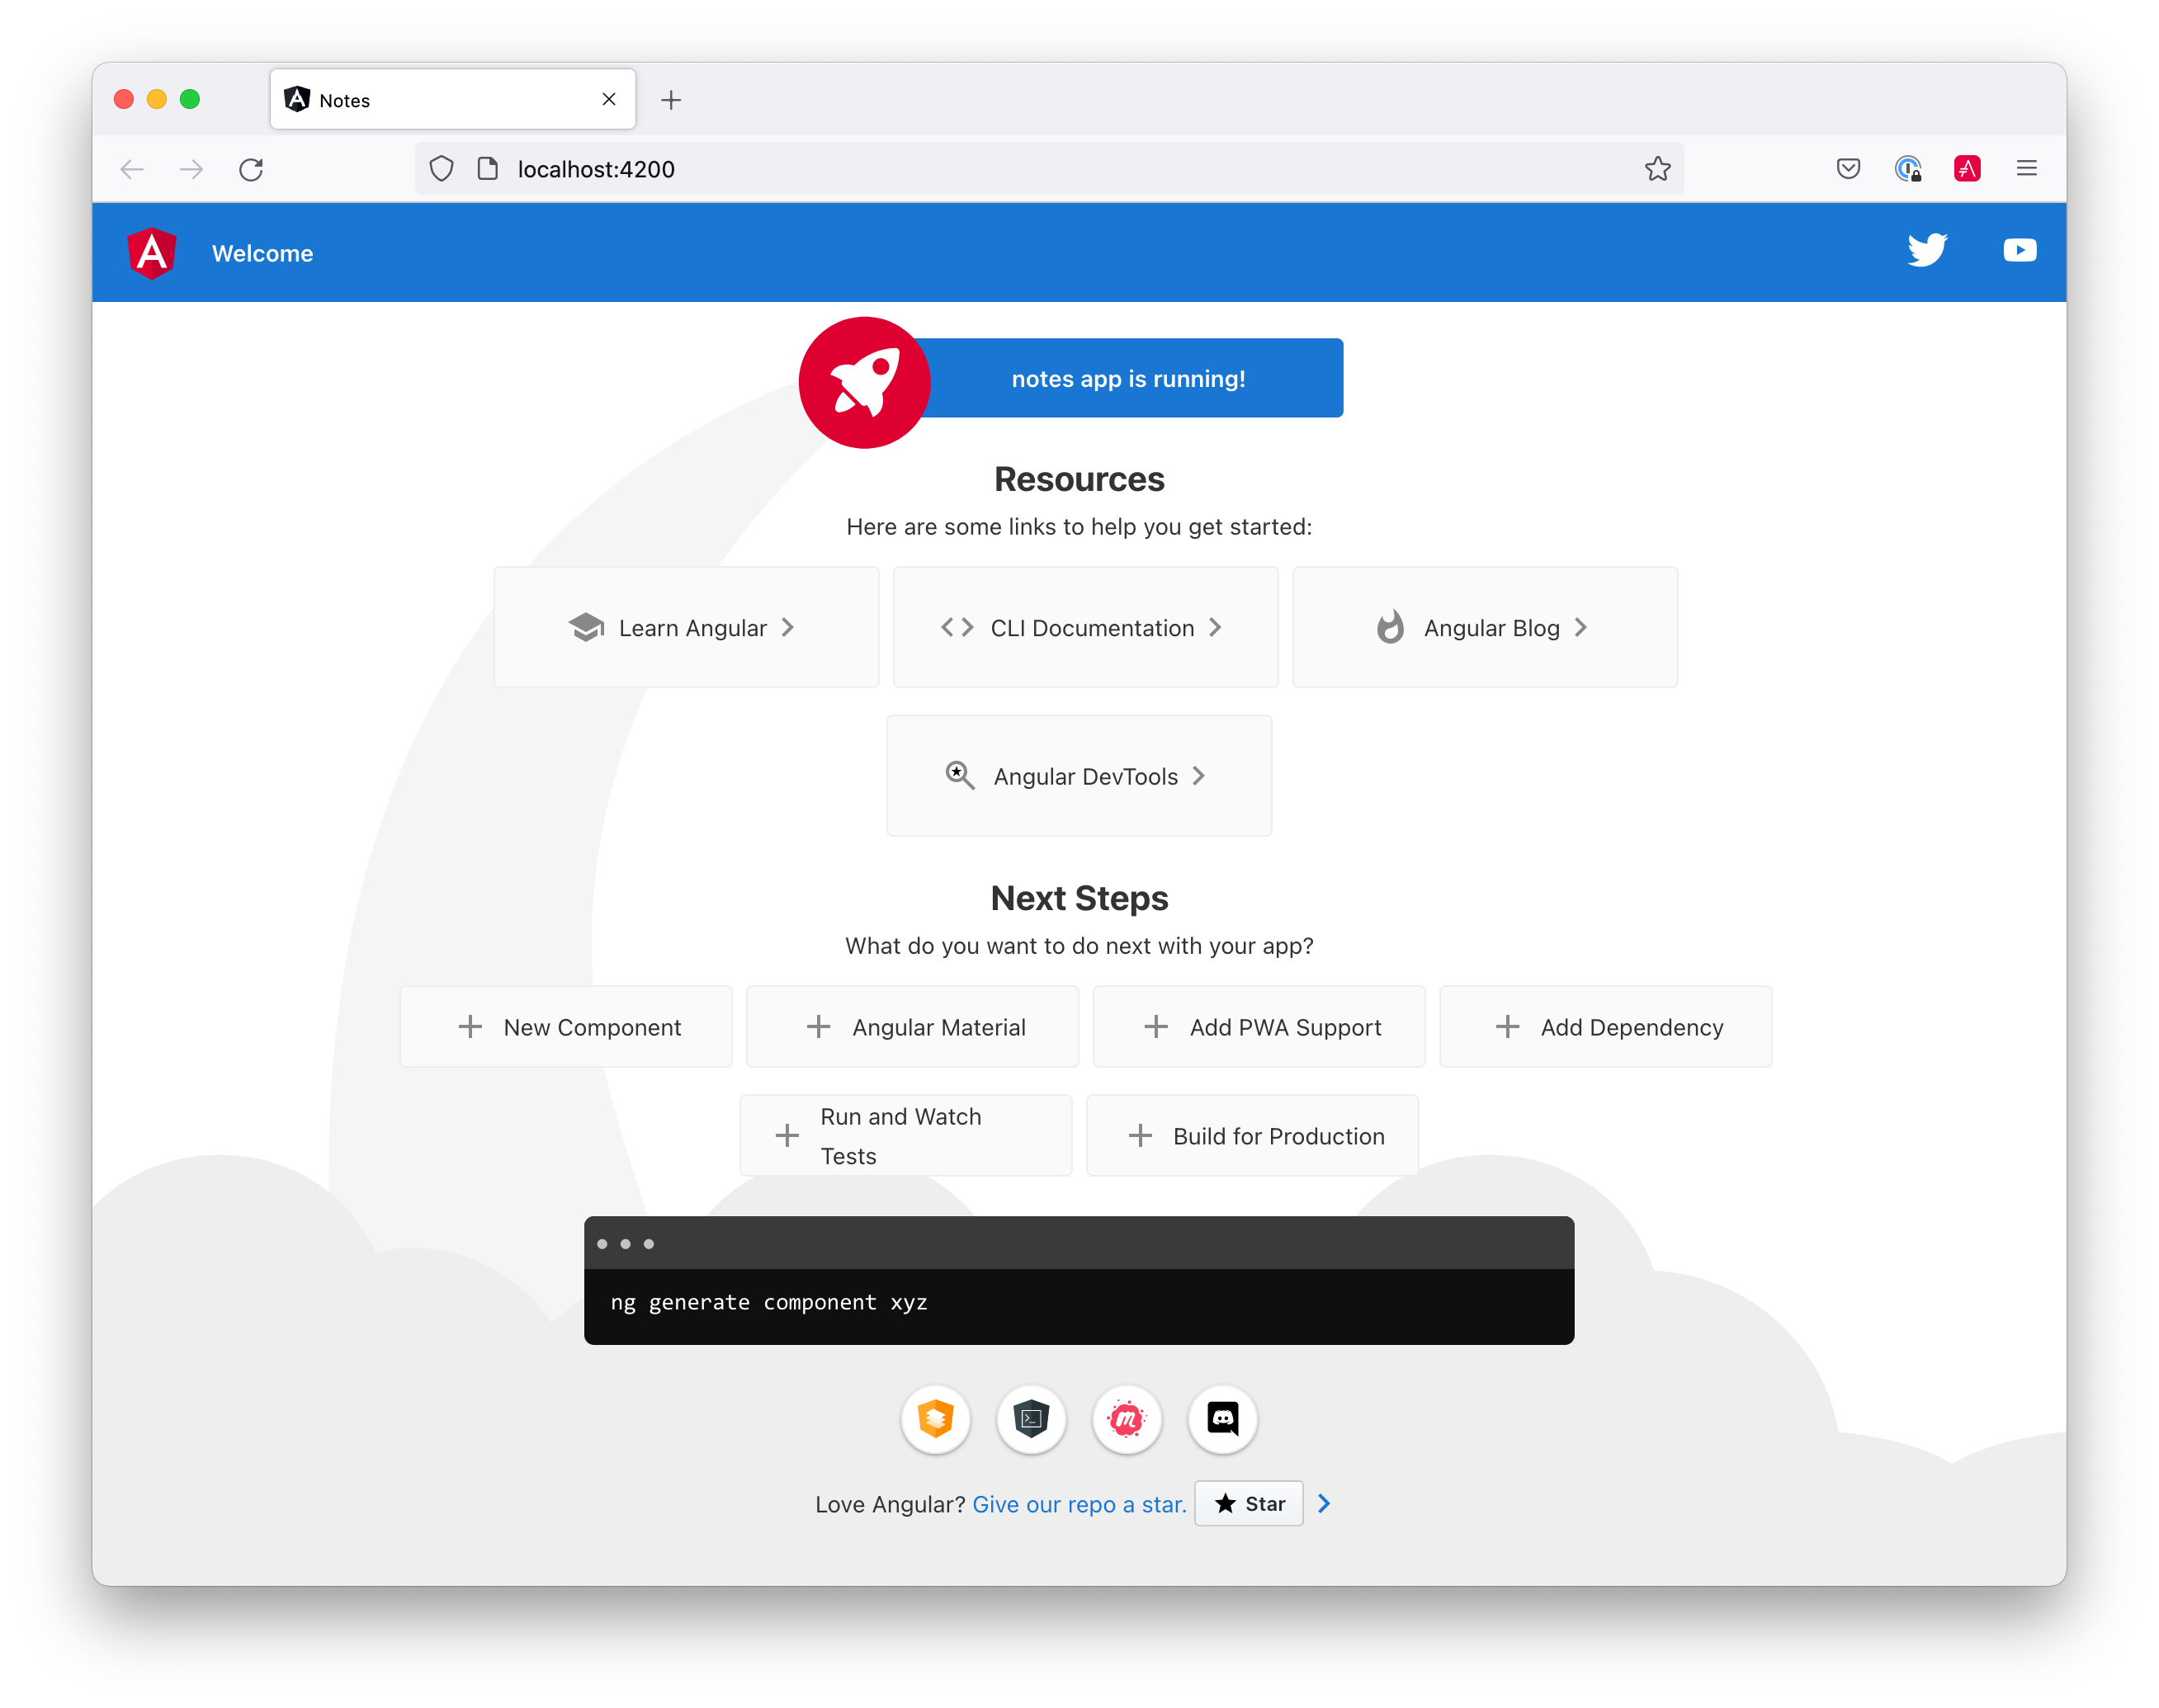 Notes
localhost:4200
Welcome
notes app is running!
Resources
Here are some links to help you get started:
Learn Angular
CLI Documentation
Angular Blog
Angular DevTools
Next Steps
What do you want to do next with your app?
New Component
Angular Material
Add PWA Support
Add Dependency
Run and Watch
Tests
Build for Production
ng generate component xyz
Love Angular? Give our repo a star. Star